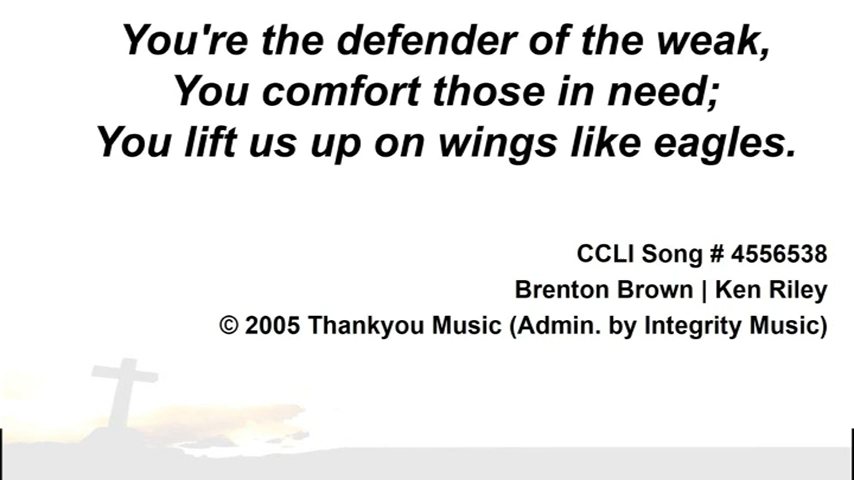 You're the defender of the weak,
You comfort those in need;
You lift us up on wings like eagles.
CCLI Song # 4556538
Brenton Brown | Ken Riley
© 2005 Thankyou Music (Admin. by Integrity Music)